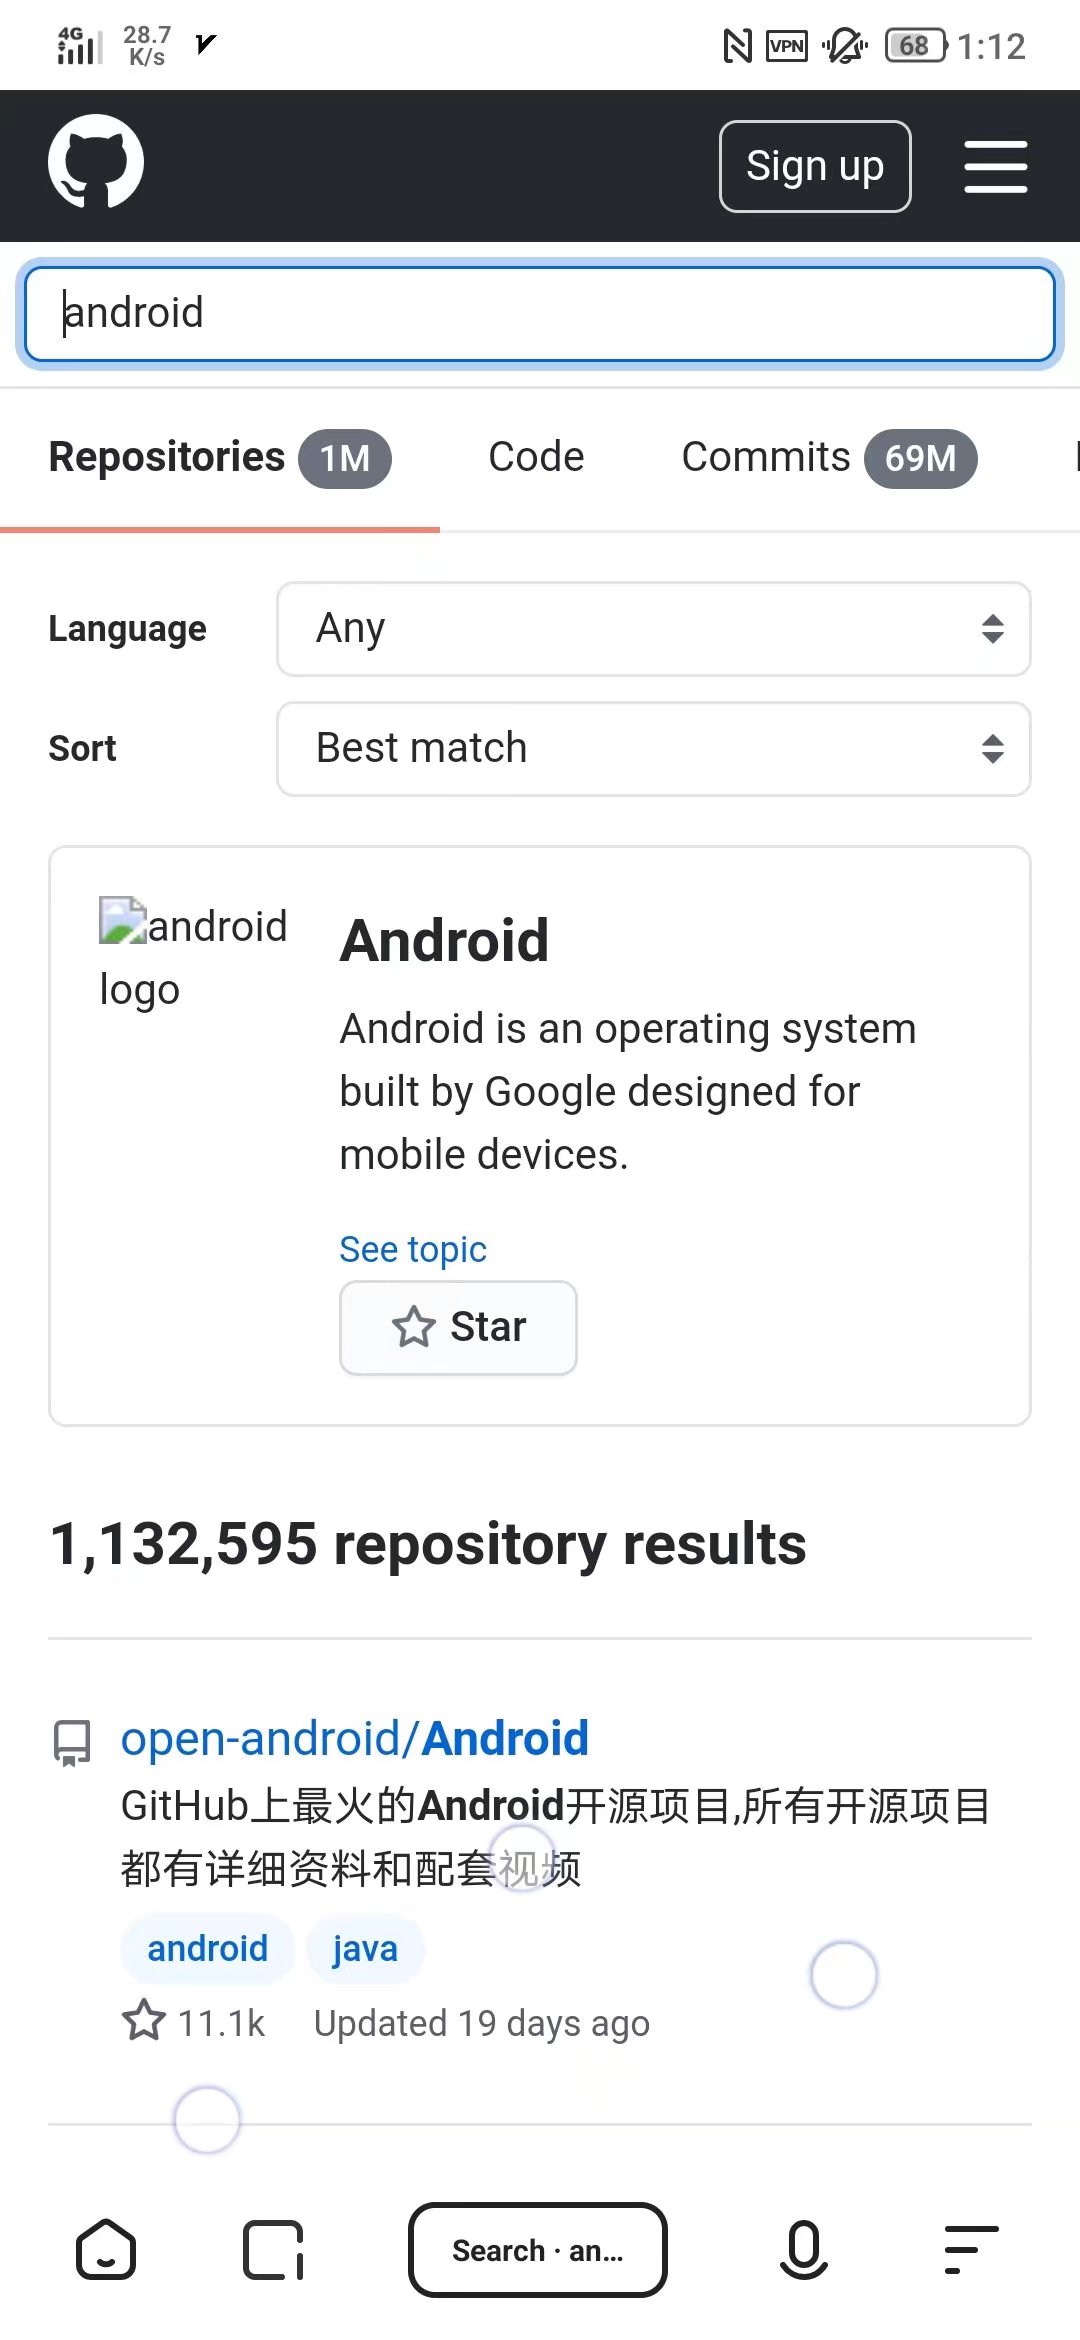 4G 28.7 K/s VPN 68 1:12
Sign up
android
Repositories 1M Code Commits 69M
Language Any
Sort Best match
android
logo
Android
Android is an operating system
built by Google designed for
mobile devices.
See topic
Star
1,132,595 repository results
open-android/Android
GitHub上最火的Android开源项目,所有开源项目
都有详细资料和配套视频
android java
11.1k Updated 19 days ago
Search · an...